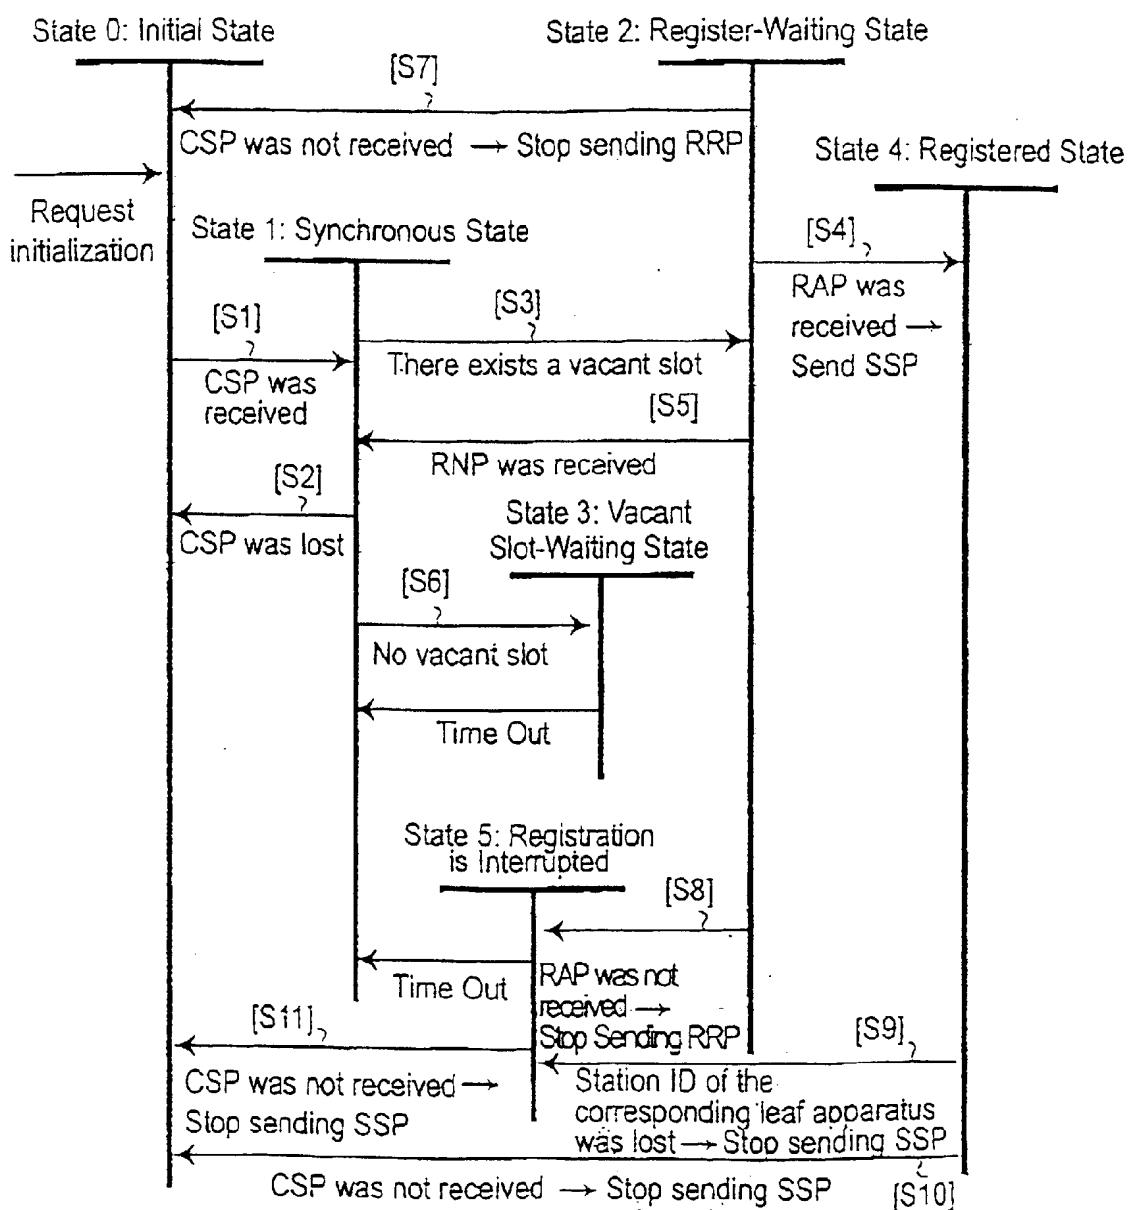 State 0: Initial State
State 2: Register-Waiting State
[S7]
CSP was not received → Stop sending RRP
State 4: Registered State
Request
initialization
State 1: Synchronous State
[S4]
RAP was
received →
Send SSP
[S1]
CSP was
received
[S3]
There exists a vacant slot
[S5]
RNP was received
[S2]
CSP was lost
State 3: Vacant
Slot-Waiting State
[S6]
No vacant slot
Time Out
State 5: Registration
is Interrupted
[S8]
RAP was not
received →
Stop Sending RRP
Time Out
[S11]
CSP was not received →
Stop sending SSP
[S9]
Station ID of the
corresponding leaf apparatus
was lost → Stop sending SSP
CSP was not received → Stop sending SSP
[S10]